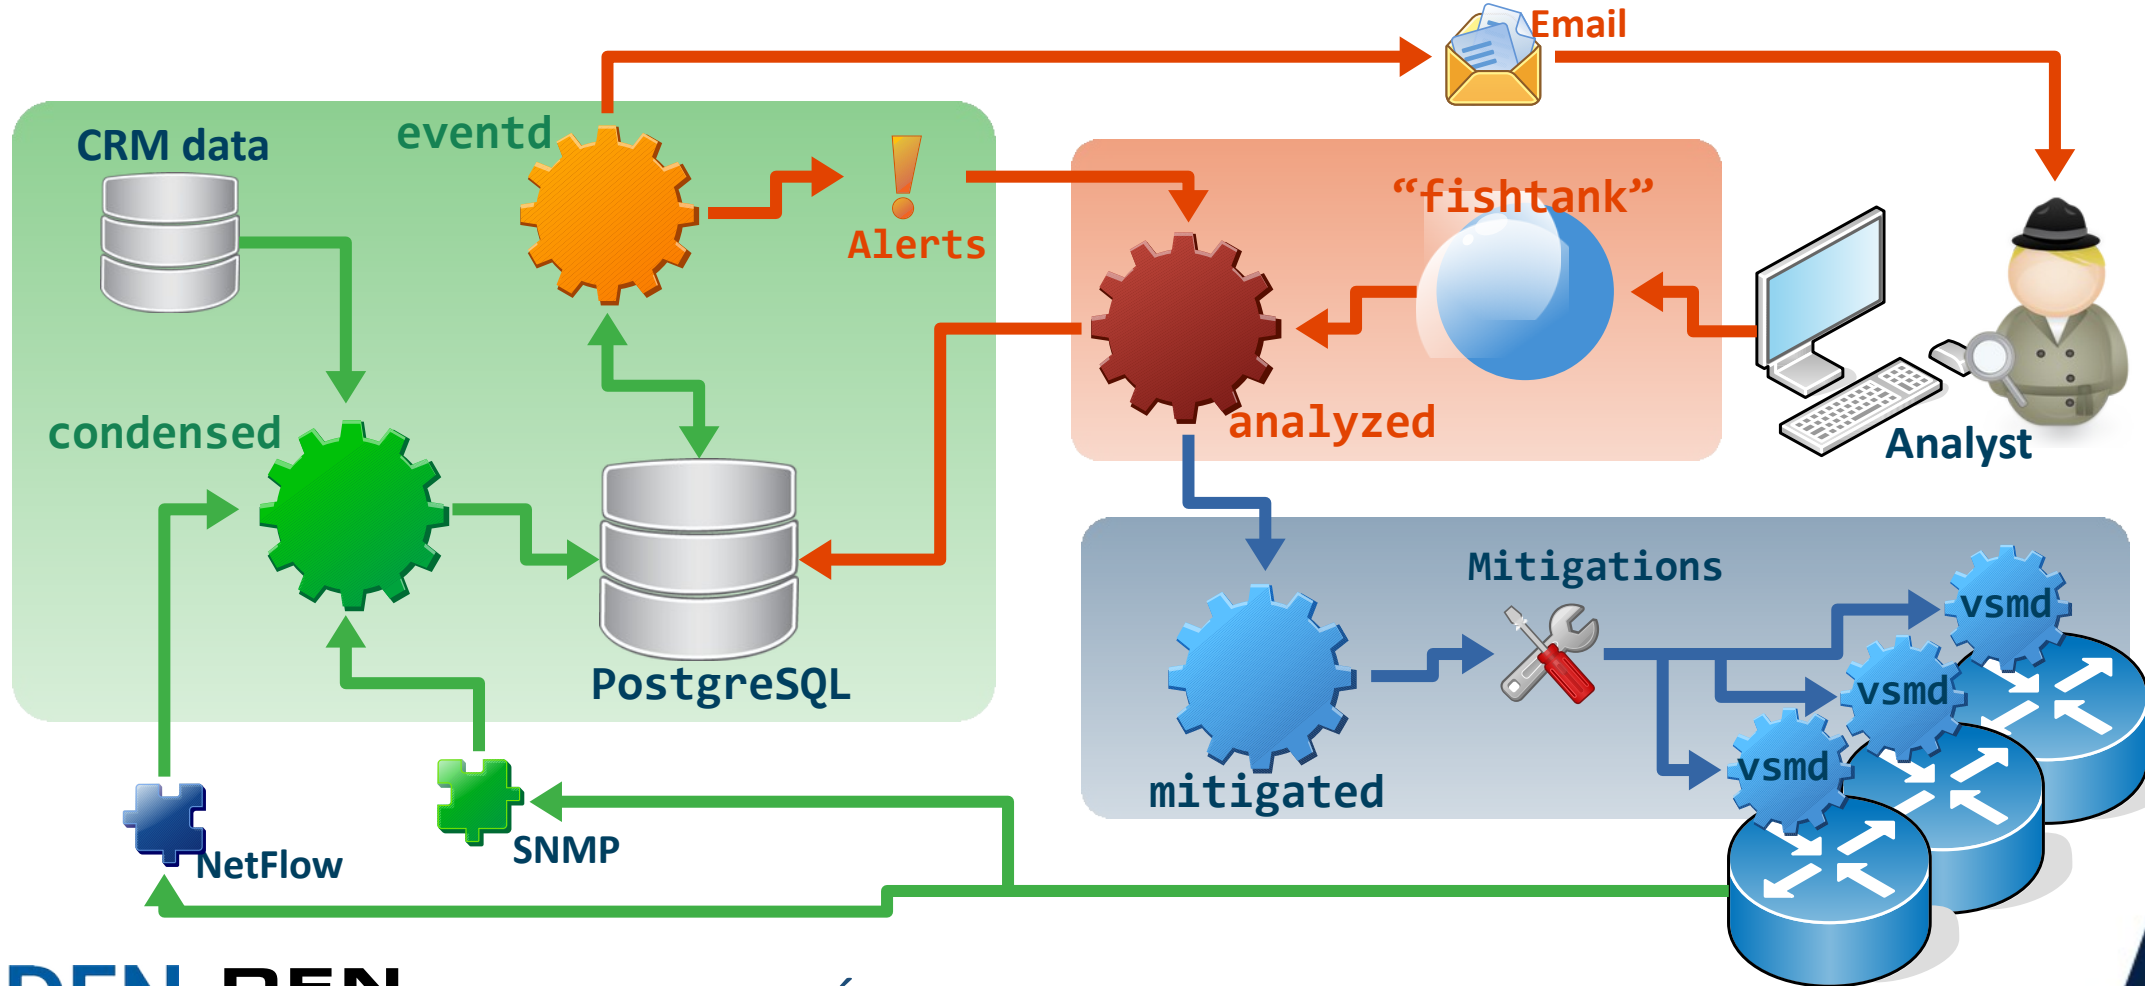 Email
CRM data
eventd
Alerts
“fishtank”
condensed
analyzed
Analyst
PostgreSQL
Mitigations
vsmd
vsmd
vsmd
mitigated
NetFlow
SNMP